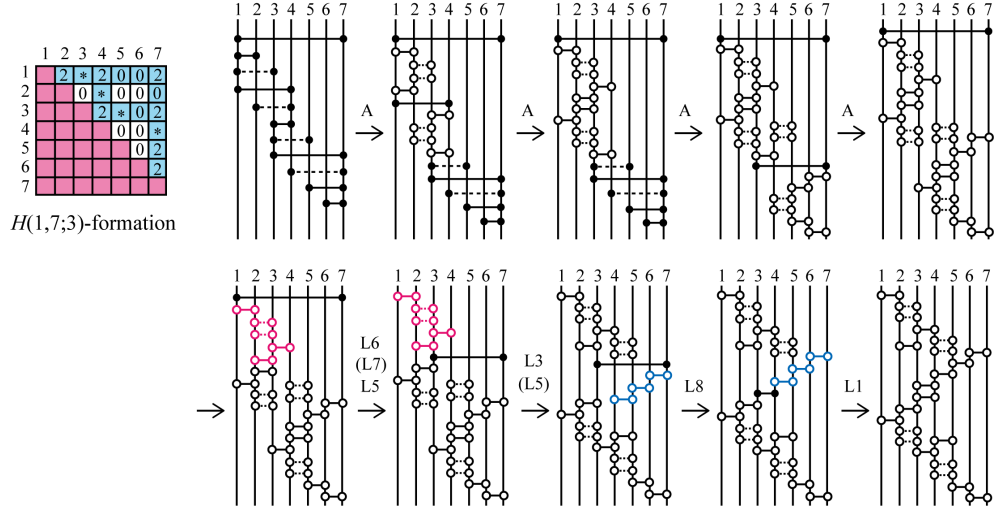 1 2 3 4 5 6 7
1 2 3 4 5 6 7
1 2 3 4 5 6 7
1 2 3 4 5 6 7
1 2 3 4 5 6 7
1 2 3 4 5 6 7
1 2 * 2 0 0 2
2 0 * 0 0 0
3 2 * 0 2
4 0 0 *
5 0 2
6 2
7
H(1,7;3)-formation
A
A
A
A
1 2 3 4 5 6 7
1 2 3 4 5 6 7
1 2 3 4 5 6 7
1 2 3 4 5 6 7
1 2 3 4 5 6 7
L6
(L7)
L5
L3
(L5)
L8
L1